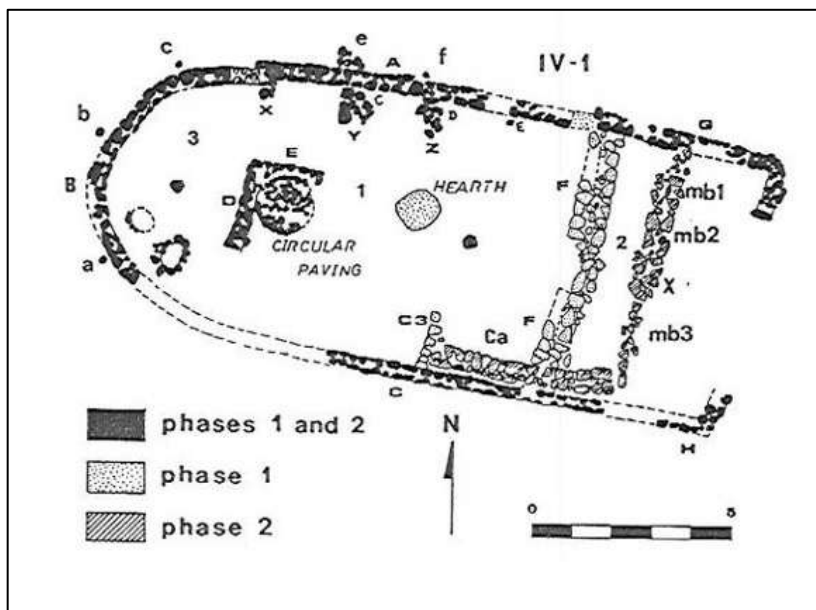 IV-1
c
e
A
f
G
b
X
C
D
E
Y
Z
3
B
E
1
HEARTH
F
mb1
D
2
mb2
CIRCULAR
PAVING
X
a
C3
Ca
F
mb3
C
H
phases 1 and 2
phase 1
phase 2
N
0 5